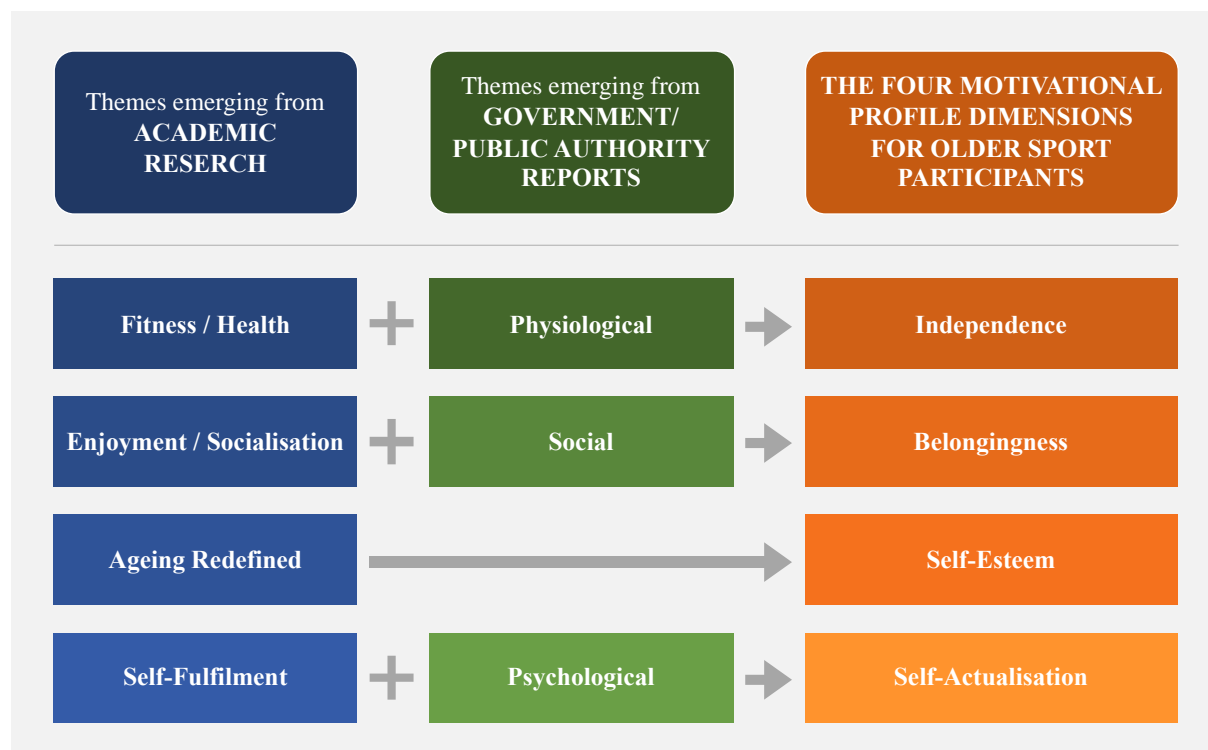 Themes emerging from
ACADEMIC
RESERCH
Themes emerging from
GOVERNMENT/
PUBLIC AUTHORITY
REPORTS
THE FOUR MOTIVATIONAL
PROFILE DIMENSIONS
FOR OLDER SPORT
PARTICIPANTS
Fitness / Health
Physiological
Independence
Enjoyment / Socialisation
Social
Belongingness
Ageing Redefined
Self-Esteem
Self-Fulfilment
Psychological
Self-Actualisation